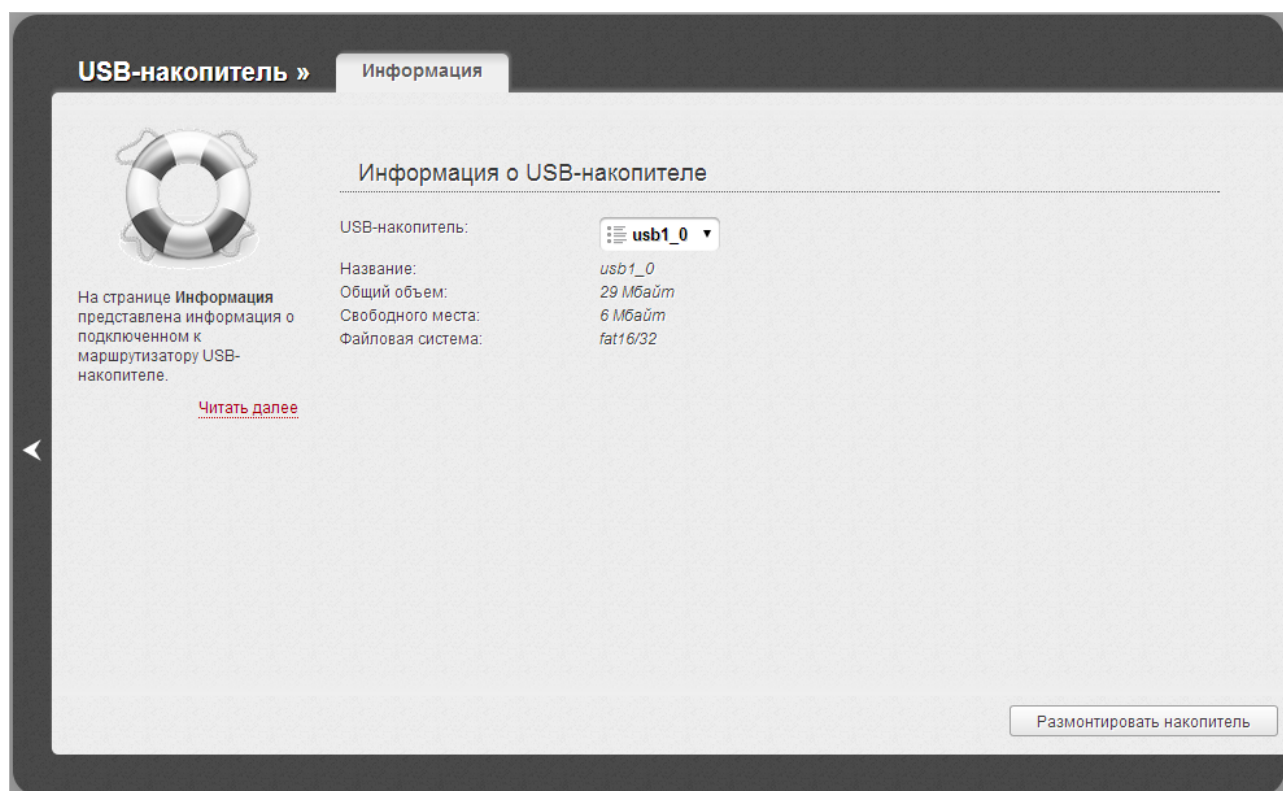 USB-накопитель »
Информация
Информация о USB-накопителе
USB-накопитель:
usb1_0
Название:
usb1_0
Общий объем:
29 Мбайт
Свободного места:
6 Мбайт
Файловая система:
fat16/32
На странице Информация
представлена информация о
подключенном к
маршрутизатору USB-
накопителе.
Читать далее
Размонтировать накопитель